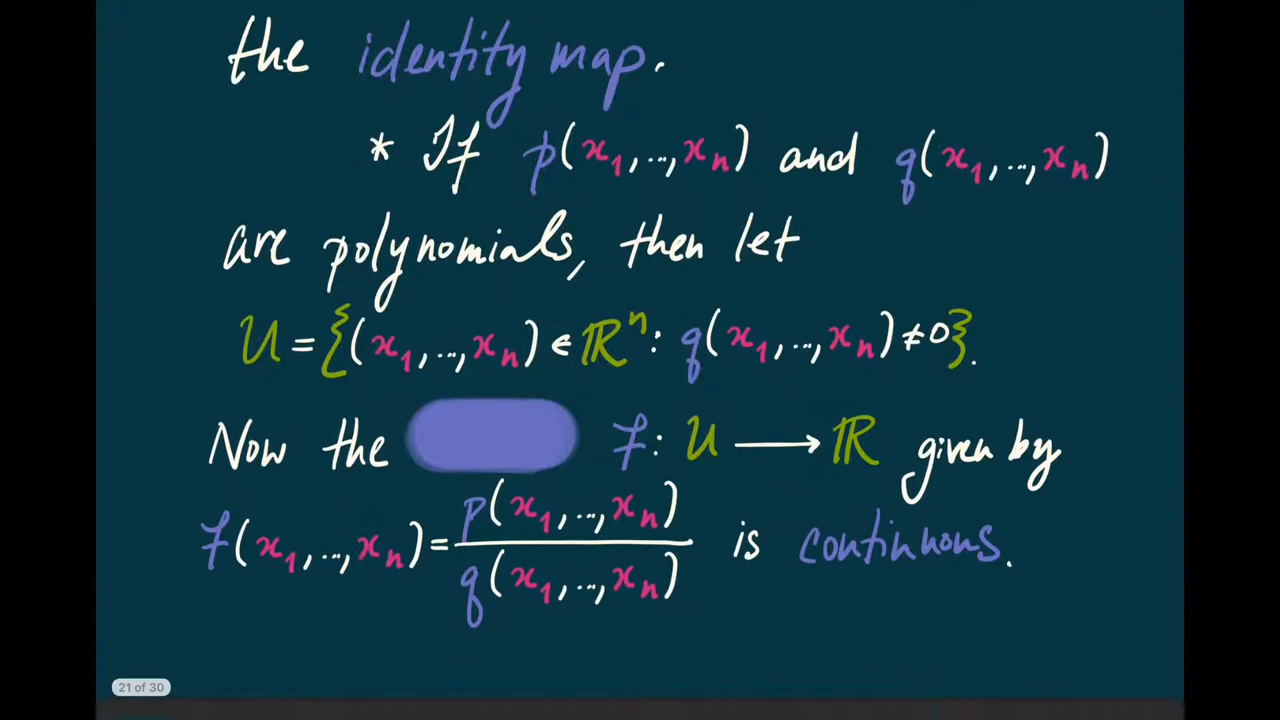 the identity map.
* If p(x₁,...,xₙ) and q(x₁,...,xₙ)
are polynomials, then let
U = {(x₁,...,xₙ) ∈ ℝⁿ: q(x₁,...,xₙ) ≠ 0}.
Now the f: U ⟶ ℝ given by
f(x₁,...,xₙ) = p(x₁,...,xₙ) / q(x₁,...,xₙ) is continuous.
21 of 30